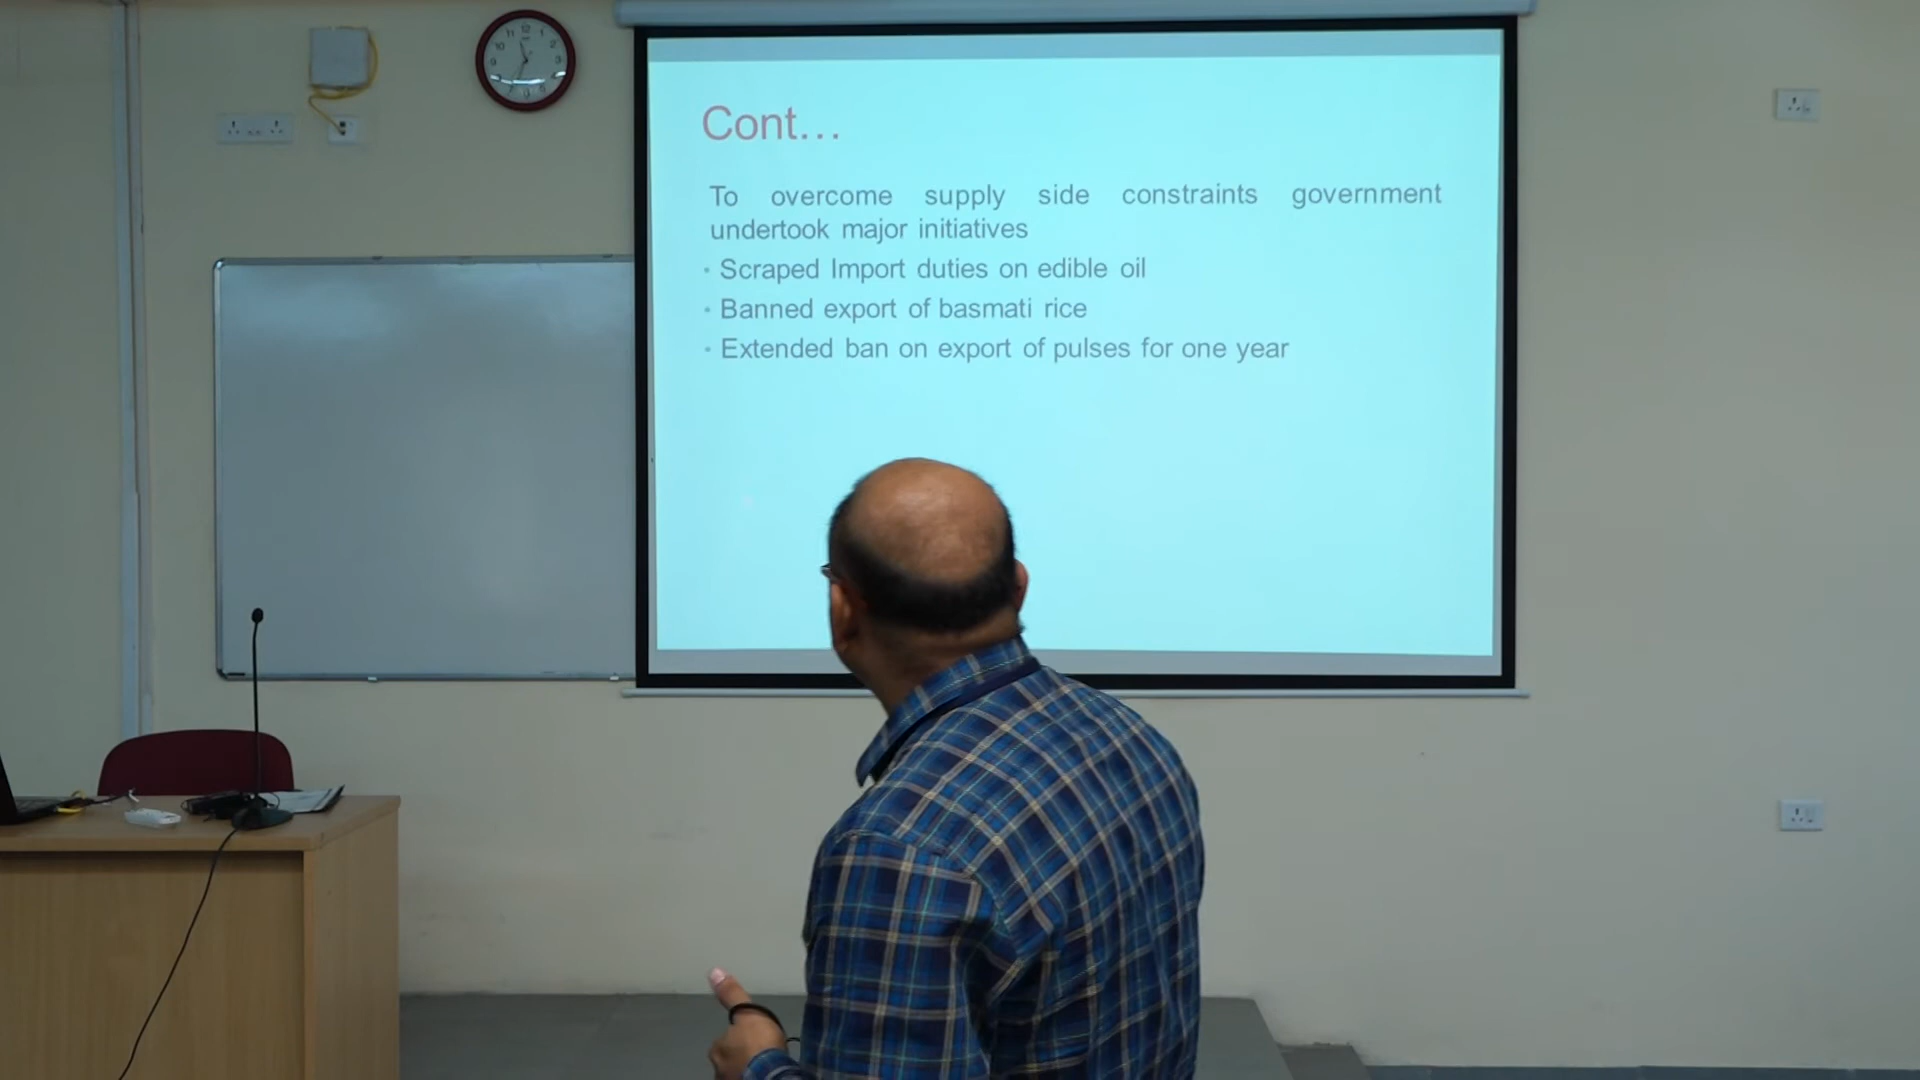 Cont...
To overcome supply side constraints government
undertook major initiatives
• Scraped Import duties on edible oil
• Banned export of basmati rice
• Extended ban on export of pulses for one year